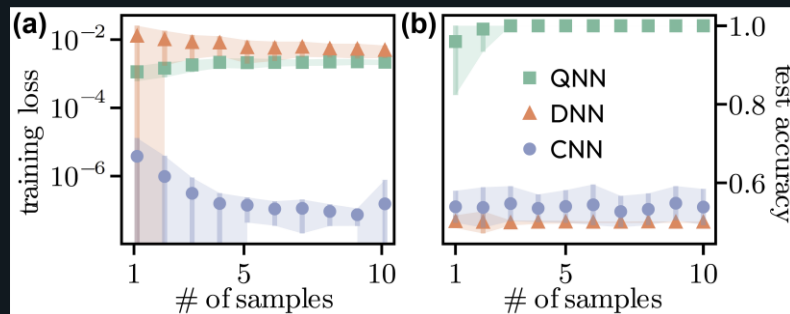 (a)
training loss
10⁻²
10⁻⁴
10⁻⁶
1
5
10
# of samples
(b)
QNN
DNN
CNN
1.0
0.8
0.6
test accuracy
1
5
10
# of samples